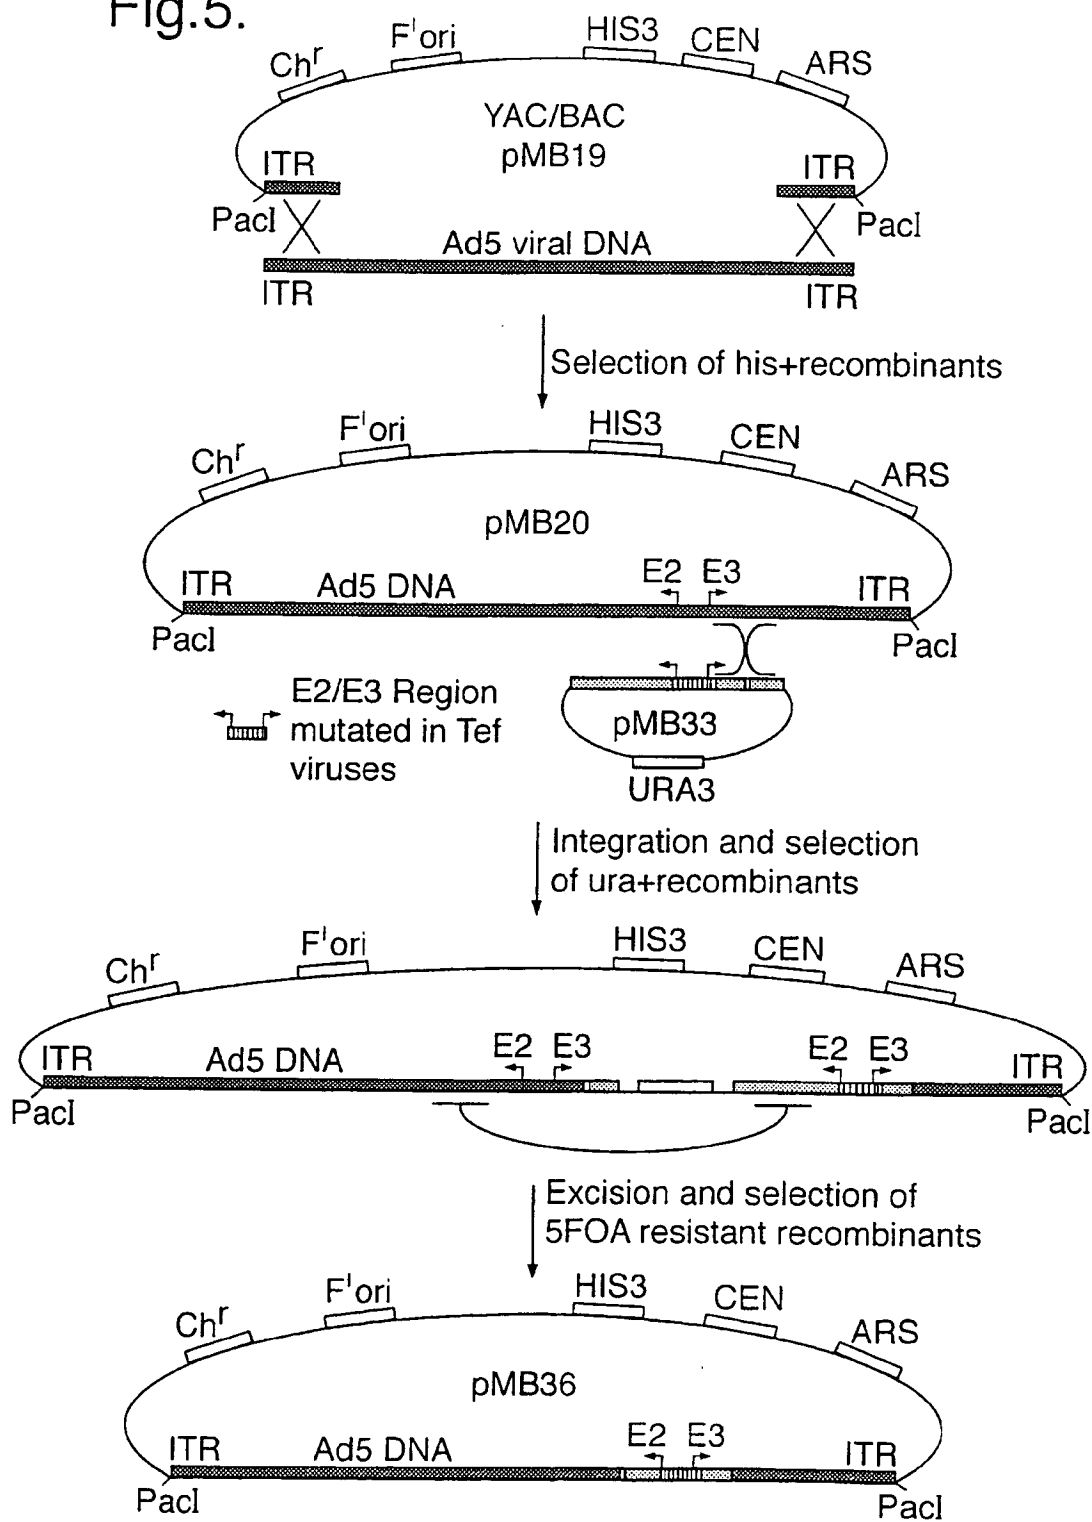 Fig.5.
Chr
F'ori
HIS3
CEN
ARS
YAC/BAC
pMB19
ITR
ITR
PacI
PacI
Ad5 viral DNA
ITR
ITR
Selection of his+recombinants
Chr
F'ori
HIS3
CEN
ARS
pMB20
ITR
Ad5 DNA
E2
E3
ITR
PacI
PacI
E2/E3 Region
mutated in Tef
viruses
pMB33
URA3
Integration and selection
of ura+recombinants
Chr
F'ori
HIS3
CEN
ARS
ITR
Ad5 DNA
E2
E3
E2
E3
ITR
PacI
PacI
Excision and selection of
5FOA resistant recombinants
Chr
F'ori
HIS3
CEN
ARS
pMB36
ITR
Ad5 DNA
E2
E3
ITR
PacI
PacI